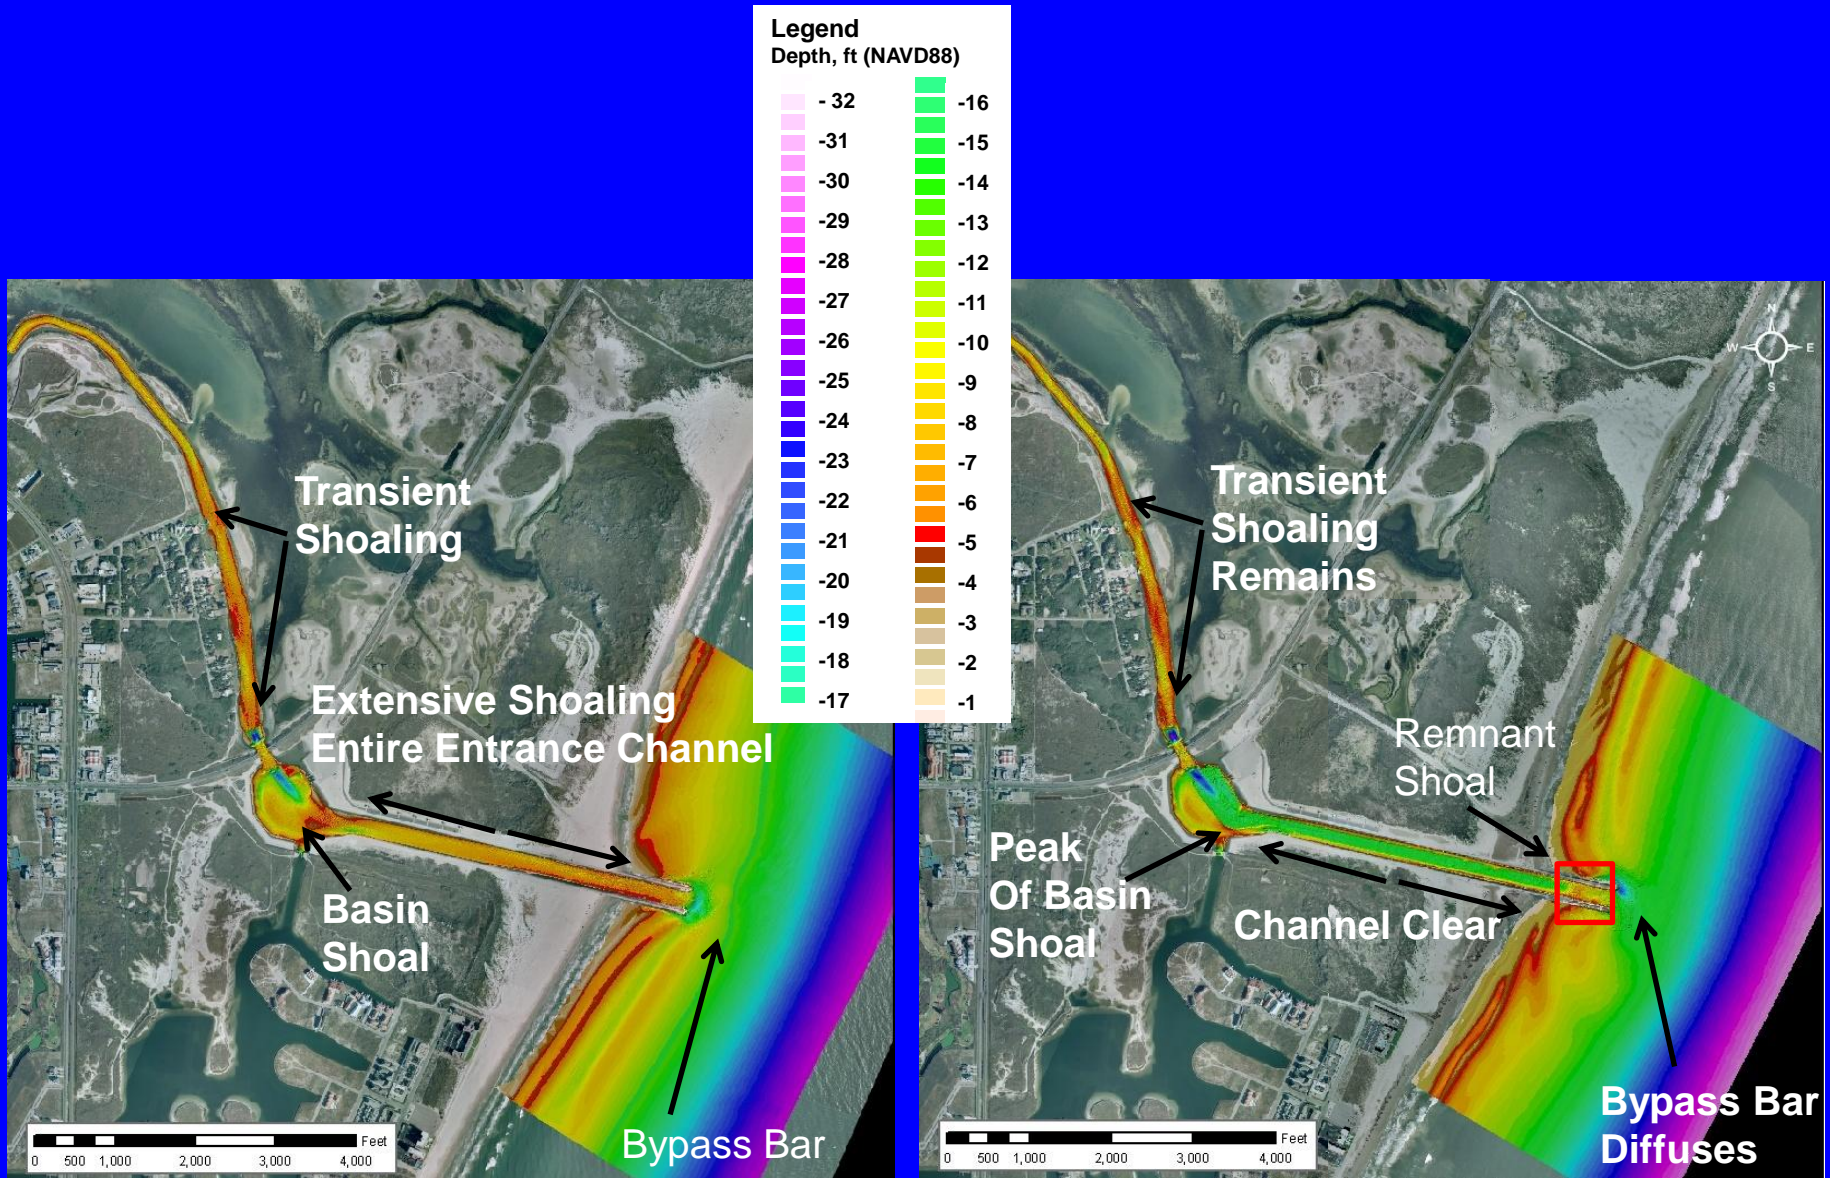 Legend
Depth, ft (NAVD88)
- 32
-31
-30
-29
-28
-27
-26
-25
-24
-23
-22
-21
-20
-19
-18
-17
-16
-15
-14
-13
-12
-11
-10
-9
-8
-7
-6
-5
-4
-3
-2
-1
Transient
Shoaling
Extensive Shoaling
Entire Entrance Channel
Basin
Shoal
Bypass Bar
Feet
0 500 1,000 2,000 3,000 4,000
N
W E
S
Transient
Shoaling
Remains
Remnant
Shoal
Peak
Of Basin
Shoal
Channel Clear
Bypass Bar
Diffuses
Feet
0 500 1,000 2,000 3,000 4,000